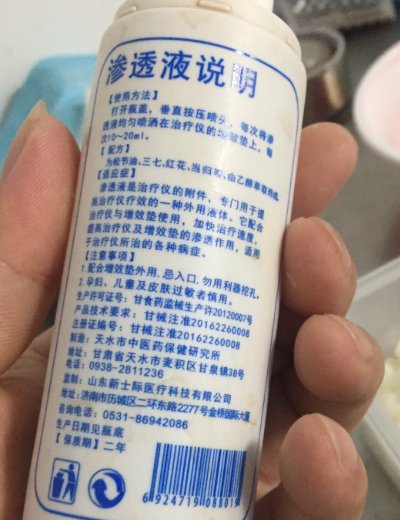 渗透液说明
【使用方法】
打开瓶盖，垂直按压喷头，每次将渗
透液均匀喷洒在治疗仪的增效垫上，每
次10～20ml。
【配方】
为松节油、三七、红花、当归等，由乙醇萃取而成。
【适应症】
渗透液是治疗仪的附件，专门用于提
高治疗仪疗效的一种外用液体，它配合
治疗仪与增效垫使用，加快治疗速度，
提高治疗仪及增效垫的渗透作用，适用
于治疗仪所治的各种病症。
【注意事项】
1.配合增效垫外用，忌入口，勿用利器挖孔，
2.孕妇、儿童及皮肤过敏者慎用。
生产许可证号：甘食药监械生产许20120007号
产品技术要求：甘械注准20162260008
注册证编号：甘械注准20162260008
制造：天水市中医药保健研究所
地址：甘肃省天水市麦积区甘泉镇38号
电话：0938-2811236
监制：山东新士际医疗科技有限公司
地址：济南市历城区二环东路2277号金桥国际大厦
咨询电话：0531-86942086
生产日期见瓶底
【保质期】二年
6924719088019